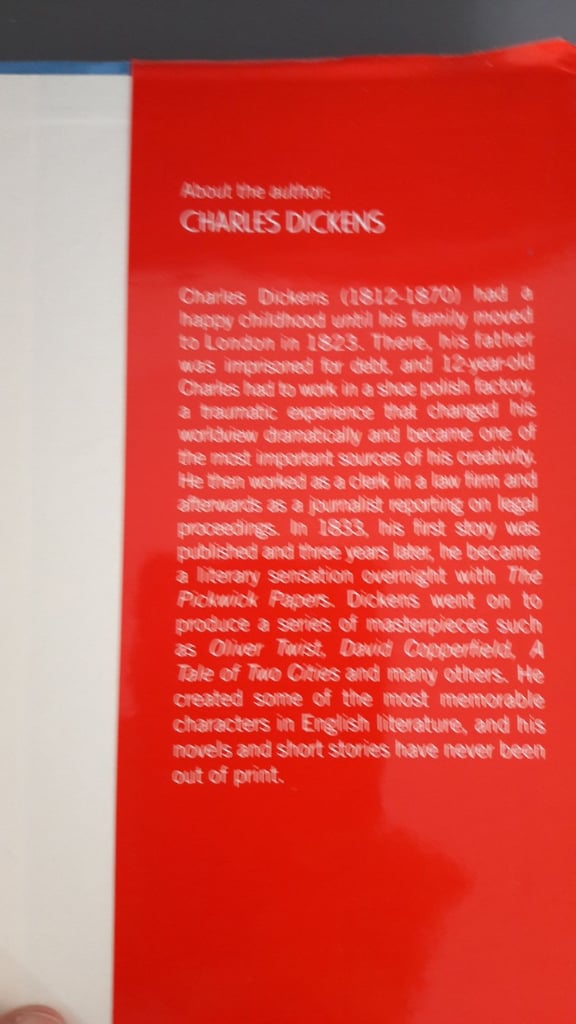 About the author:
CHARLES DICKENS
Charles Dickens (1812-1870) had a
happy childhood until his family moved
to London in 1823. There, his father
was imprisoned for debt, and 12-year-old
Charles had to work in a shoe polish factory,
a traumatic experience that changed his
worldview dramatically and became one of
the most important sources of his creativity.
He then worked as a clerk in a law firm and
afterwards as a journalist reporting on legal
proceedings. In 1833, his first story was
published and three years later, he became
a literary sensation overnight with The
Pickwick Papers. Dickens went on to
produce a series of masterpieces such
as Oliver Twist, David Copperfield, A
Tale of Two Cities and many others. He
created some of the most memorable
characters in English literature, and his
novels and short stories have never been
out of print.